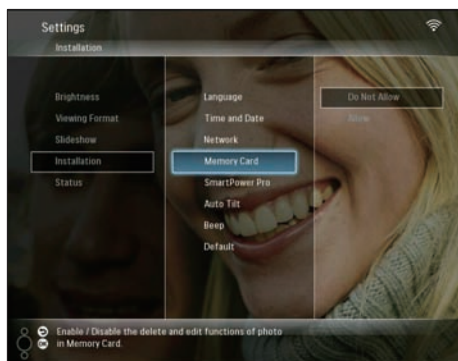 Settings
Installation
Brightness
Viewing Format
Slideshow
Installation
Status
Language
Time and Date
Network
Memory Card
SmartPower Pro
Auto Tilt
Beep
Default
Do Not Allow
Allow
Enable / Disable the delete and edit functions of photo
OK in Memory Card.